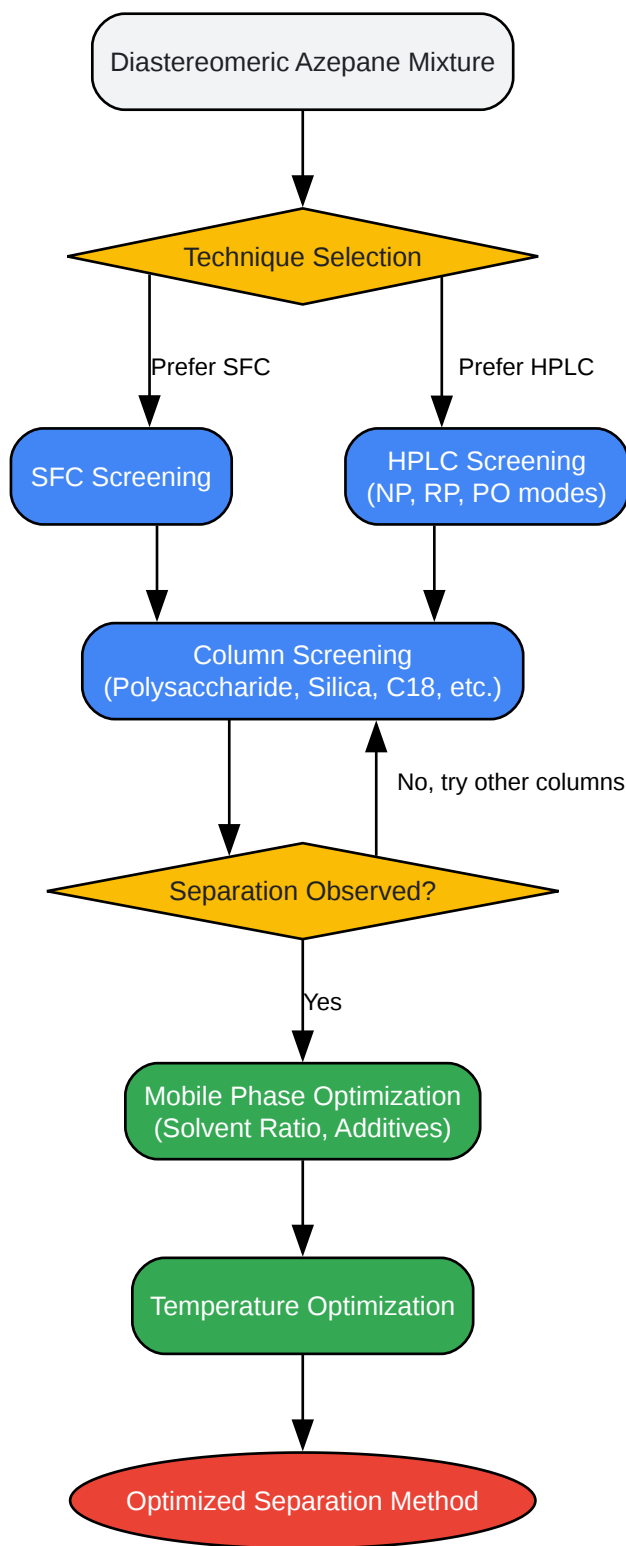 Diastereomeric Azepane Mixture
Technique Selection
Prefer SFC
Prefer HPLC
SFC Screening
HPLC Screening
(NP, RP, PO modes)
Column Screening
(Polysaccharide, Silica, C18, etc.)
No, try other columns
Separation Observed?
Yes
Mobile Phase Optimization
(Solvent Ratio, Additives)
Temperature Optimization
Optimized Separation Method